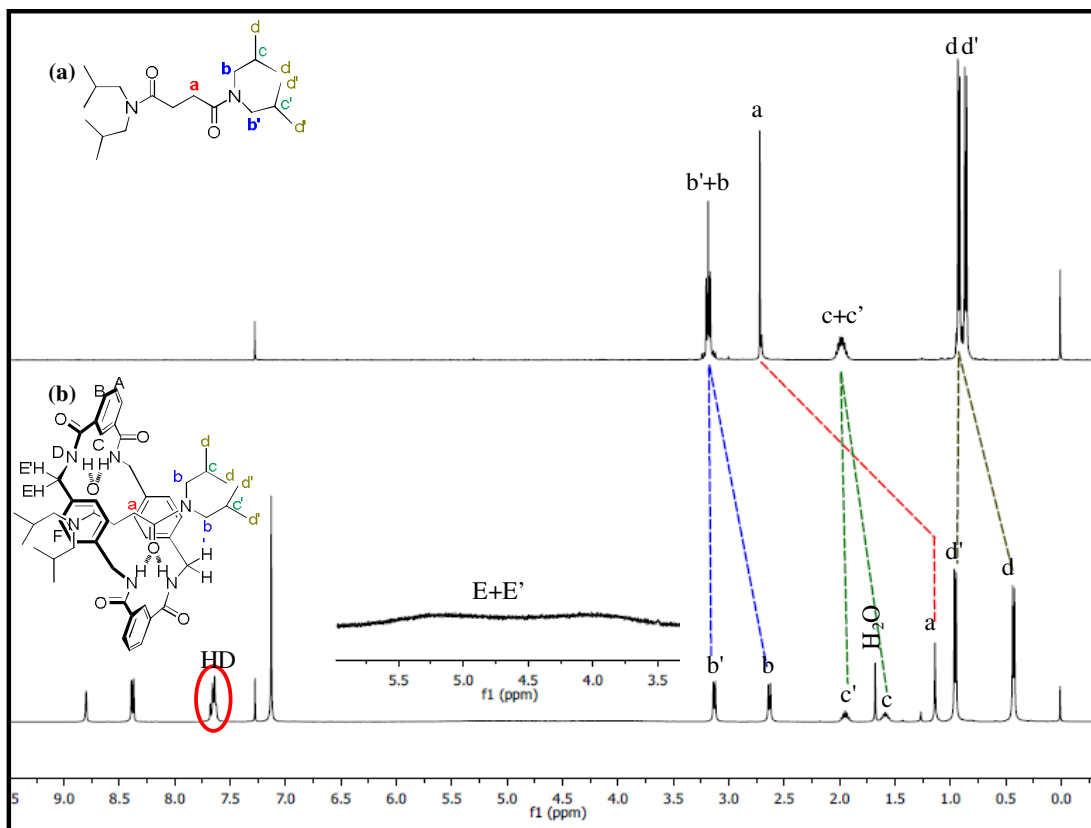 (a)
O
N
a
O
N
b
b'
c
c'
d
d
d'
d'
b'+b
a
c+c’
d d'
(b)
B A
O
O
D
C
N
H H
N
O
E'H
EH
a
N
N
F
O
b
b
'
c
c'
d
d
d'
d'
H
H
H H
N
N
O
O
HD
E+E’
5.5 5.0 4.5 4.0 3.5
f1 (ppm)
b'
b
c'
H₂O
c
a
d'
d
5 9.0 8.5 8.0 7.5 7.0 6.5 6.0 5.5 5.0 4.5 4.0 3.5 3.0 2.5 2.0 1.5 1.0 0.5 0.0
f1 (ppm)